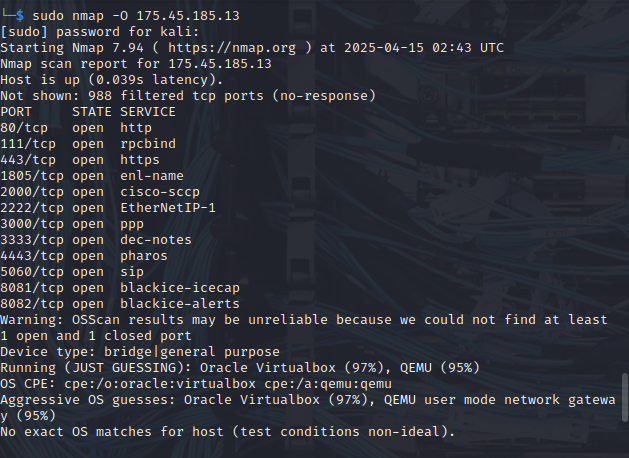 └─$ sudo nmap -O 175.45.185.13
[sudo] password for kali:
Starting Nmap 7.94 ( https://nmap.org ) at 2025-04-15 02:43 UTC
Nmap scan report for 175.45.185.13
Host is up (0.039s latency).
Not shown: 988 filtered tcp ports (no-response)
PORT     STATE SERVICE
80/tcp   open  http
111/tcp  open  rpcbind
443/tcp  open  https
1805/tcp open  enl-name
2000/tcp open  cisco-sccp
2222/tcp open  EtherNetIP-1
3000/tcp open  ppp
3333/tcp open  dec-notes
4443/tcp open  pharos
5060/tcp open  sip
8081/tcp open  blackice-icecap
8082/tcp open  blackice-alerts
Warning: OSScan results may be unreliable because we could not find at least
1 open and 1 closed port
Device type: bridge|general purpose
Running (JUST GUESSING): Oracle Virtualbox (97%), QEMU (95%)
OS CPE: cpe:/o:oracle:virtualbox cpe:/a:qemu:qemu
Aggressive OS guesses: Oracle Virtualbox (97%), QEMU user mode network gatewa
y (95%)
No exact OS matches for host (test conditions non-ideal).